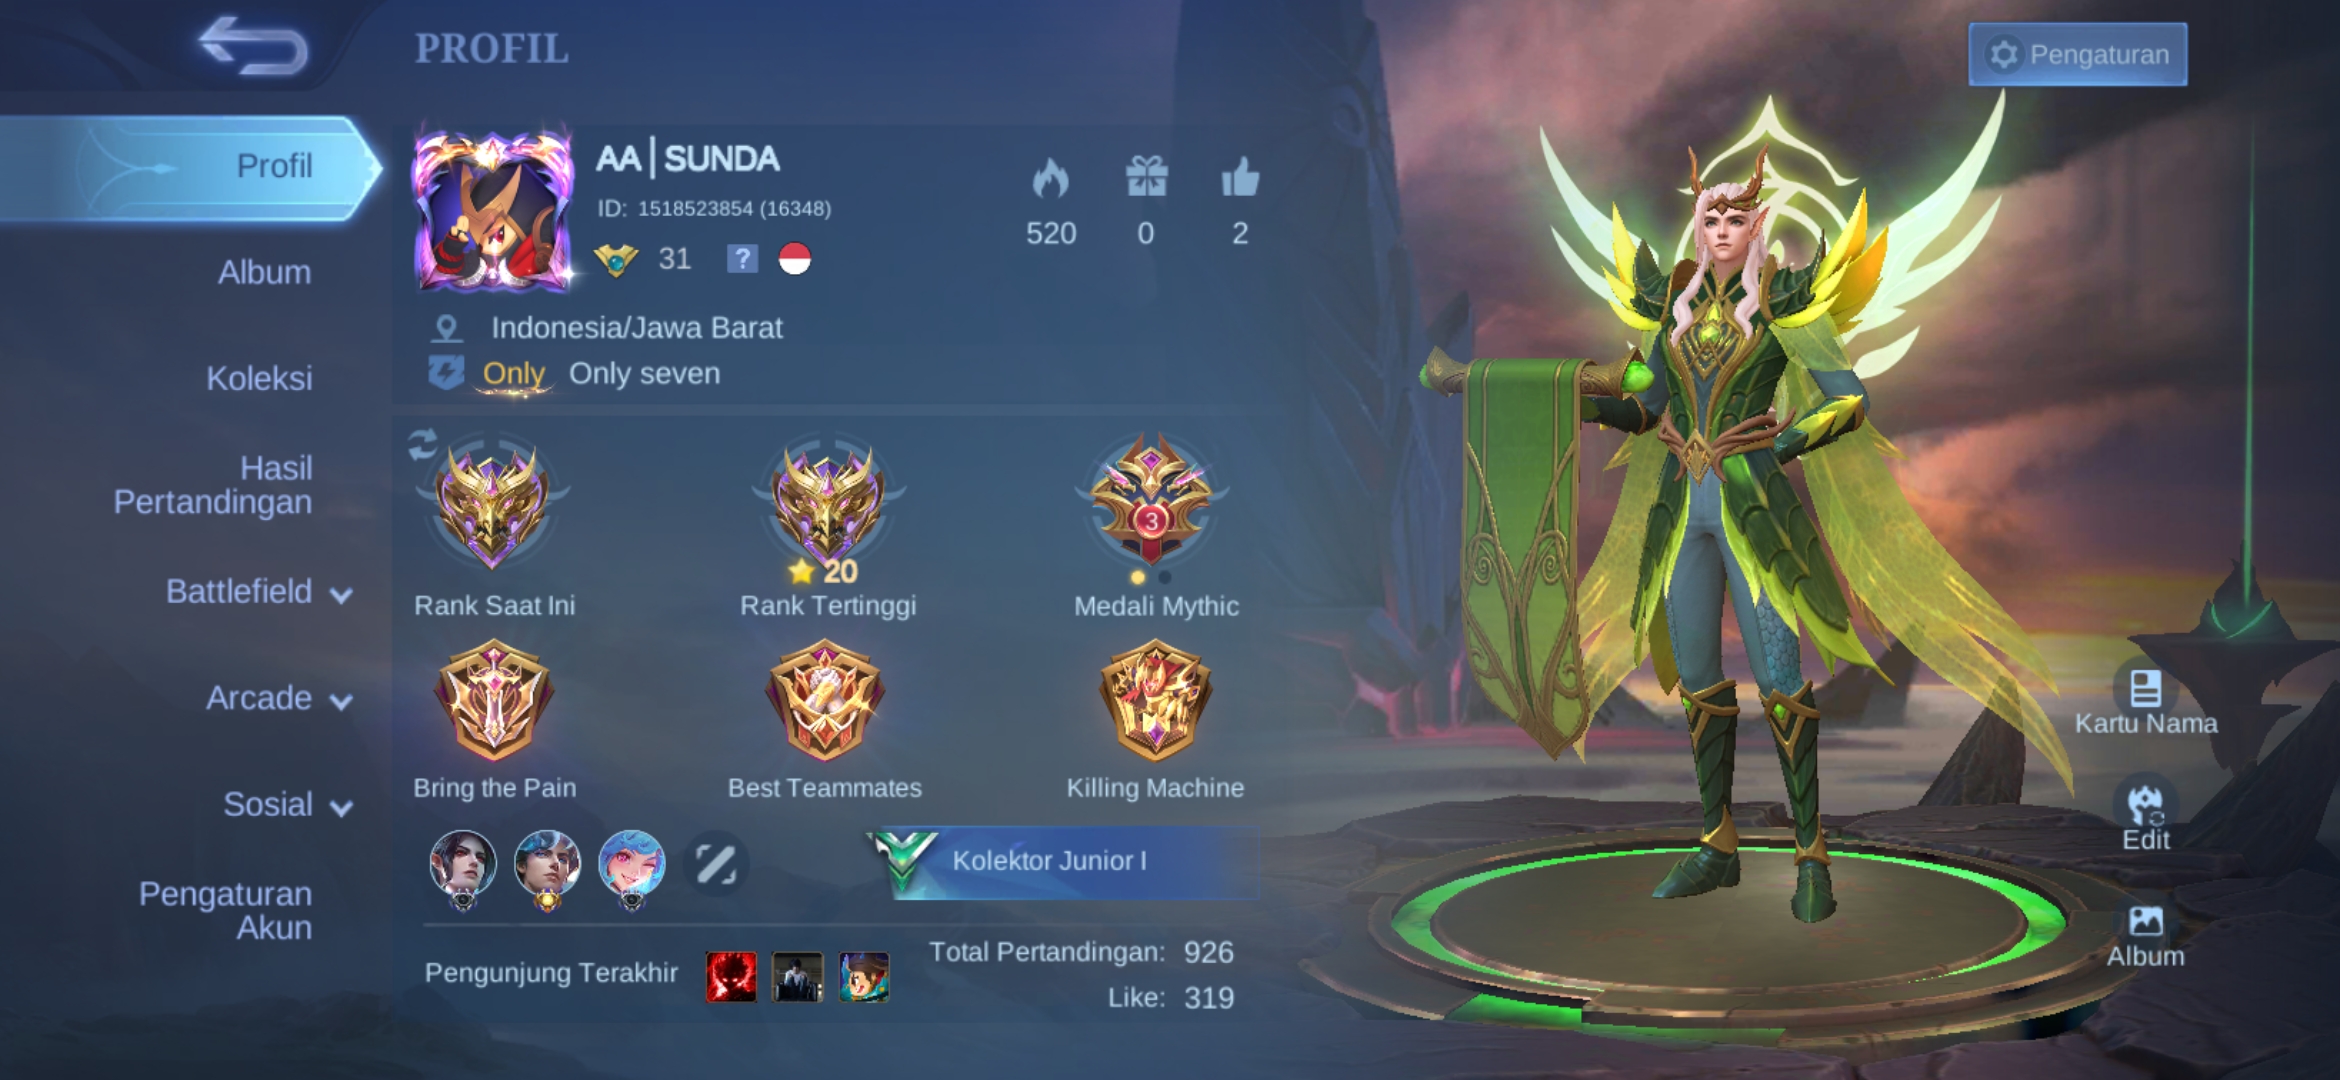 PROFIL
Pengaturan
Profil
Album
Koleksi
Hasil
Pertandingan
Battlefield
Arcade
Sosial
Pengaturan
Akun
AA|SUNDA
ID: 1518523854 (16348)
31
?
520
0
2
Indonesia/Jawa Barat
Only Only seven
Rank Saat Ini
20
Rank Tertinggi
3
Medali Mythic
Bring the Pain
Best Teammates
Killing Machine
Kolektor Junior I
Pengunjung Terakhir
Total Pertandingan: 926
Like: 319
Kartu Nama
Edit
Album